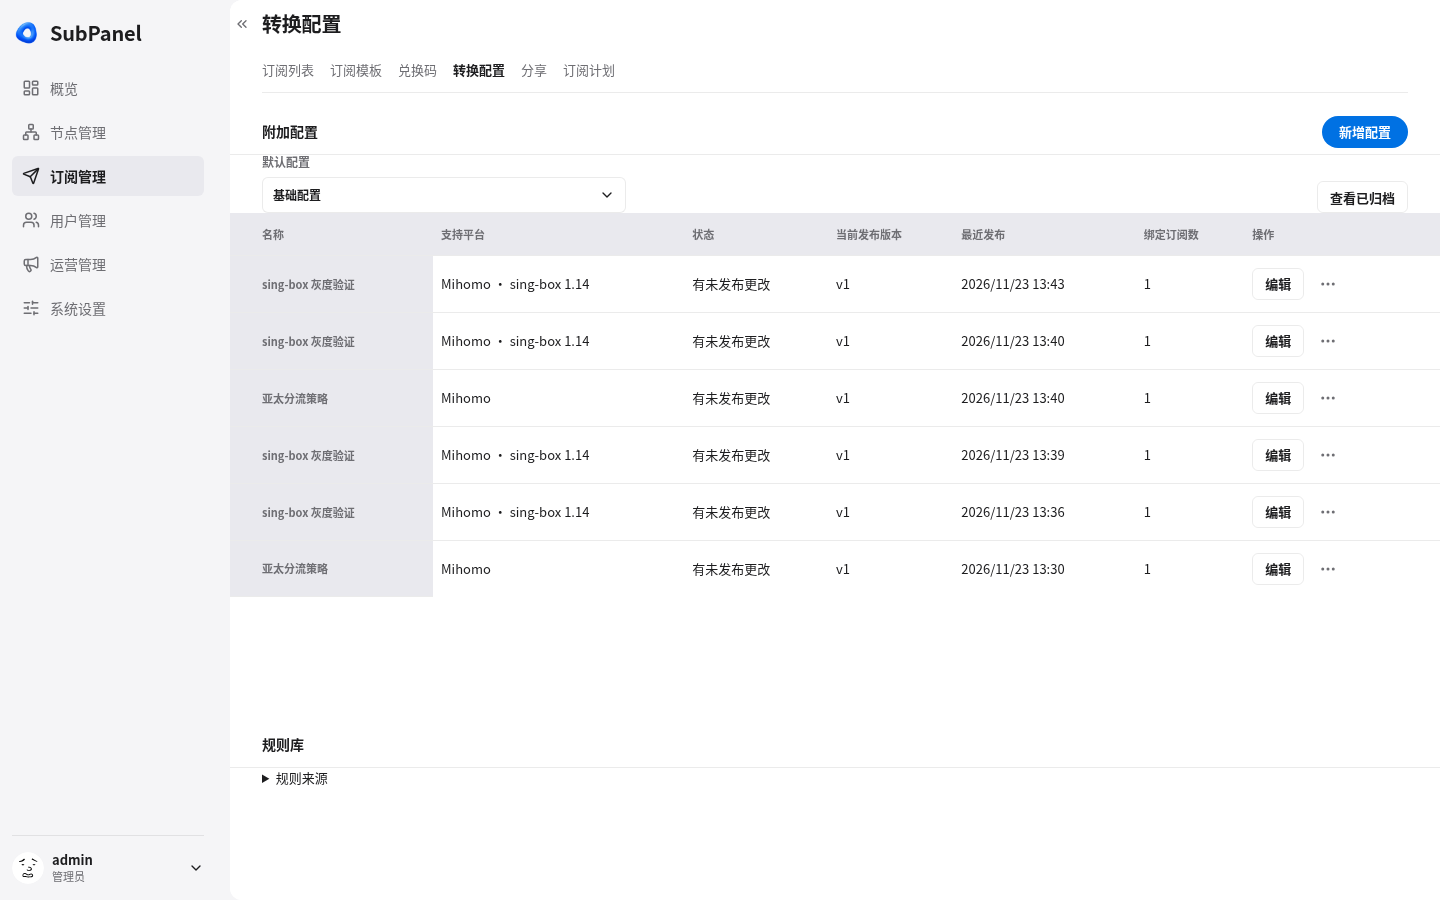 SubPanel
概览
节点管理
订阅管理
用户管理
运营管理
系统设置
admin
管理员
转换配置
订阅列表 订阅模板 兑换码 转换配置 分享 订阅计划
附加配置 新增配置
默认配置
基础配置 查看已归档
名称 支持平台 状态 当前发布版本 最近发布 绑定订阅数 操作
sing-box 灰度验证 Mihomo · sing-box 1.14 有未发布更改 v1 2026/11/23 13:43 1 编辑
sing-box 灰度验证 Mihomo · sing-box 1.14 有未发布更改 v1 2026/11/23 13:40 1 编辑
亚太分流策略 Mihomo 有未发布更改 v1 2026/11/23 13:40 1 编辑
sing-box 灰度验证 Mihomo · sing-box 1.14 有未发布更改 v1 2026/11/23 13:39 1 编辑
sing-box 灰度验证 Mihomo · sing-box 1.14 有未发布更改 v1 2026/11/23 13:36 1 编辑
亚太分流策略 Mihomo 有未发布更改 v1 2026/11/23 13:30 1 编辑
规则库
规则来源